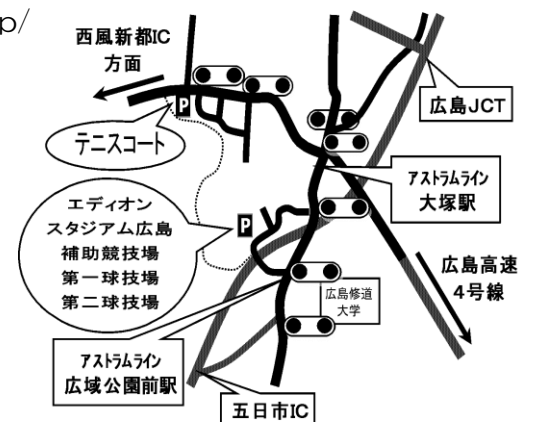 p/
西風新都IC
方面
P
テニスコート
広島JCT
アストラムライン
大塚駅
エディオン
スタジアム広島
補助競技場
第一球技場
第二球技場
P
広島高速
4号線
広島修道
大学
アストラムライン
広域公園前駅
五日市IC